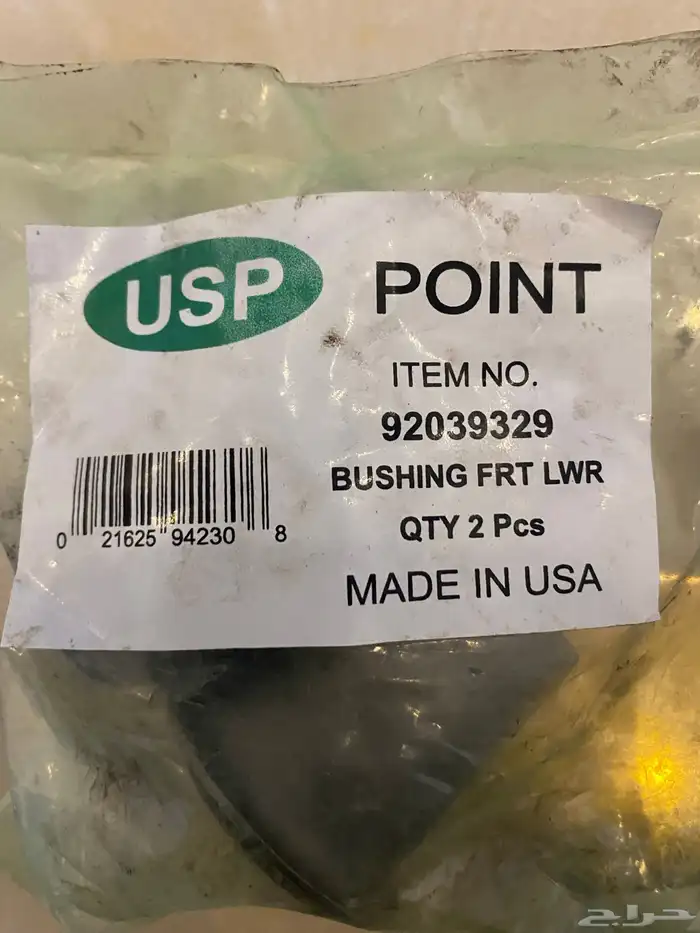 USP POINT
ITEM NO.
92039329
BUSHING FRT LWR
QTY 2 Pcs
MADE IN USA
0 21625 94230 8
حراج